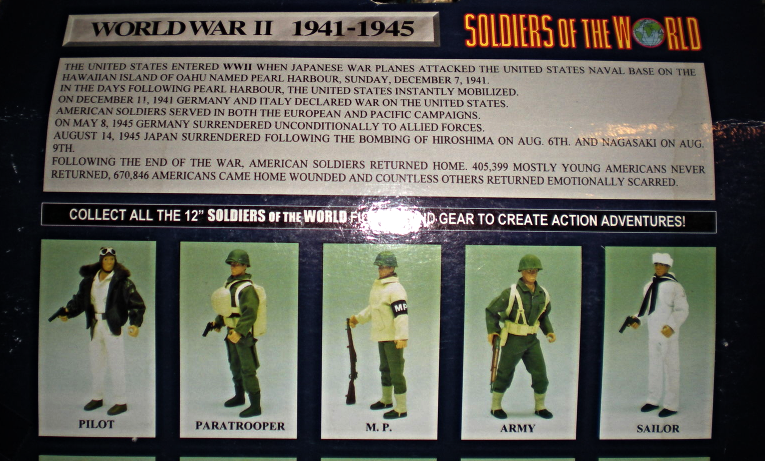 WORLD WAR II 1941-1945
SOLDIERS OF THE WORLD
THE UNITED STATES ENTERED WWII WHEN JAPANESE WAR PLANES ATTACKED THE UNITED STATES NAVAL BASE ON THE
HAWAIIAN ISLAND OF OAHU NAMED PEARL HARBOUR, SUNDAY, DECEMBER 7, 1941.
IN THE DAYS FOLLOWING PEARL HARBOUR, THE UNITED STATES INSTANTLY MOBILIZED.
ON DECEMBER 11, 1941 GERMANY AND ITALY DECLARED WAR ON THE UNITED STATES.
AMERICAN SOLDIERS SERVED IN BOTH THE EUROPEAN AND PACIFIC CAMPAIGNS.
ON MAY 8, 1945 GERMANY SURRENDERED UNCONDITIONALLY TO ALLIED FORCES.
AUGUST 14, 1945 JAPAN SURRENDERED FOLLOWING THE BOMBING OF HIROSHIMA ON AUG. 6TH. AND NAGASAKI ON AUG.
9TH.
FOLLOWING THE END OF THE WAR, AMERICAN SOLDIERS RETURNED HOME. 405,399 MOSTLY YOUNG AMERICANS NEVER
RETURNED, 670,846 AMERICANS CAME HOME WOUNDED AND COUNTLESS OTHERS RETURNED EMOTIONALLY SCARRED.
COLLECT ALL THE 12" SOLDIERS OF THE WORLD GEAR TO CREATE ACTION ADVENTURES!
MP
PILOT
PARATROOPER
M. P.
ARMY
SAILOR